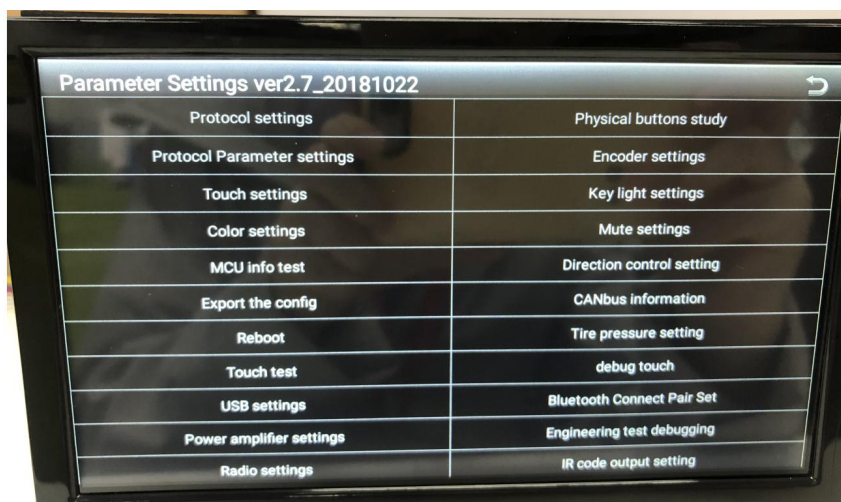 Parameter Settings ver2.7_20181022
Protocol settings
Physical buttons study
Protocol Parameter settings
Encoder settings
Touch settings
Key light settings
Color settings
Mute settings
MCU info test
Direction control setting
Export the config
CANbus information
Reboot
Tire pressure setting
Touch test
debug touch
USB settings
Bluetooth Connect Pair Set
Power amplifier settings
Engineering test debugging
Radio settings
IR code output setting